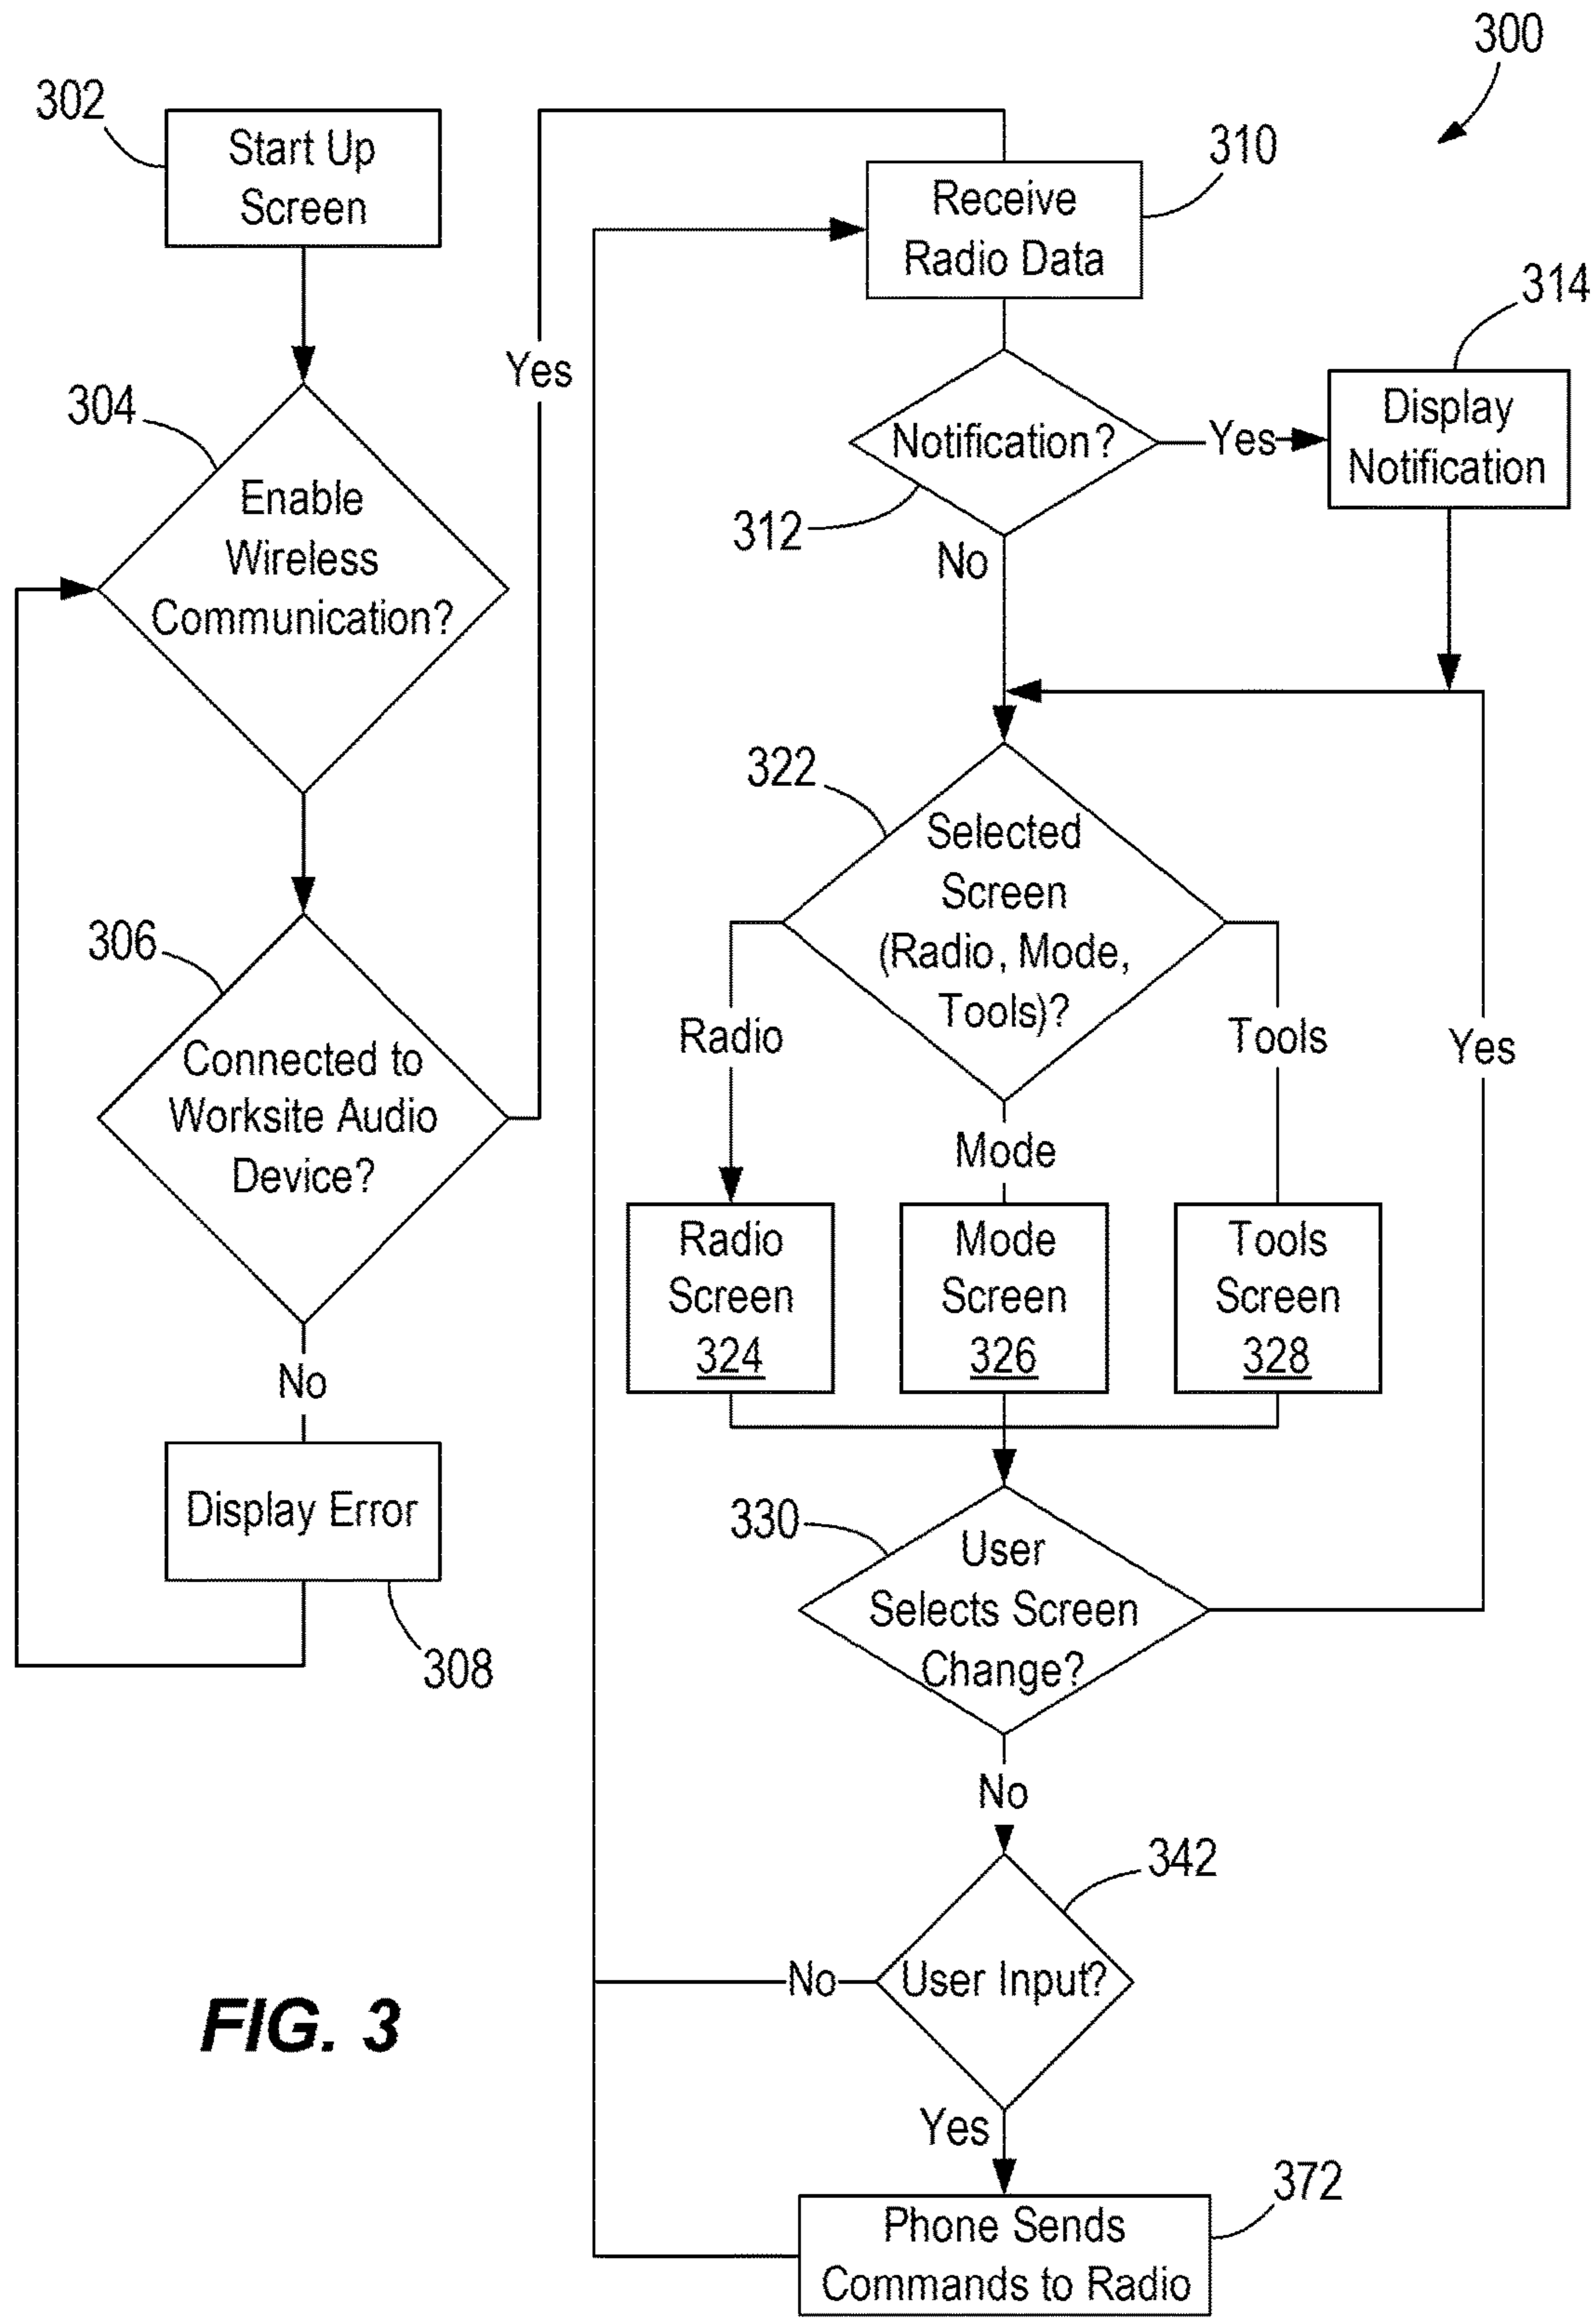 300
302
Start Up
Screen
304
Enable
Wireless
Communication?
306
Connected to
Worksite Audio
Device?
Yes
No
Display Error
308
310
Receive
Radio Data
Notification?
312
Yes
314
Display
Notification
No
322
Selected
Screen
(Radio, Mode,
Tools)?
Radio
Mode
Tools
Yes
Radio
Screen
324
Mode
Screen
326
Tools
Screen
328
330
User
Selects Screen
Change?
No
342
User Input?
No
Yes
372
Phone Sends
Commands to Radio
FIG. 3